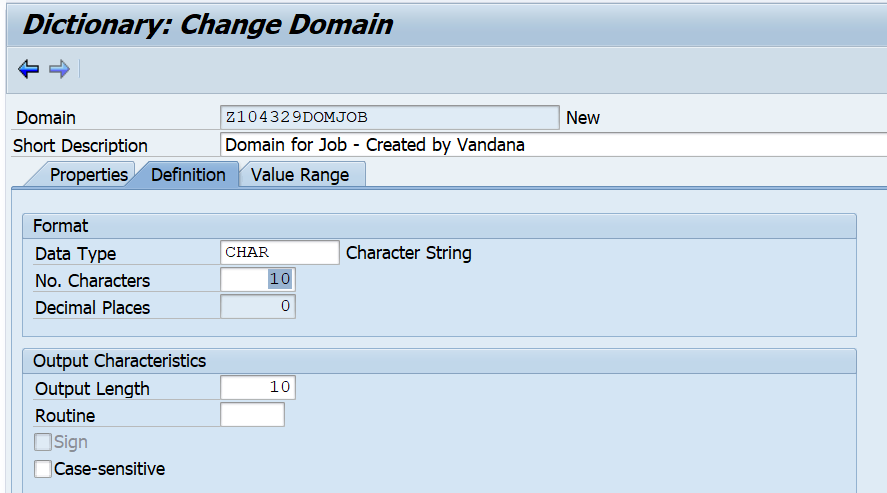 Dictionary: Change Domain
Domain Z104329DOMJOB New
Short Description Domain for Job - Created by Vandana
Properties Definition Value Range
Format
Data Type CHAR Character String
No. Characters 10
Decimal Places 0
Output Characteristics
Output Length 10
Routine
Sign
Case-sensitive